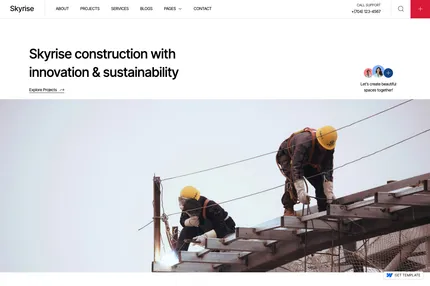 Skyrise
ABOUT PROJECTS SERVICES BLOGS PAGES CONTACT
CALL SUPPORT
+(704) 123-4567
Skyrise construction with
innovation & sustainability
Explore Projects
Let's create beautiful
spaces together!
GET TEMPLATE